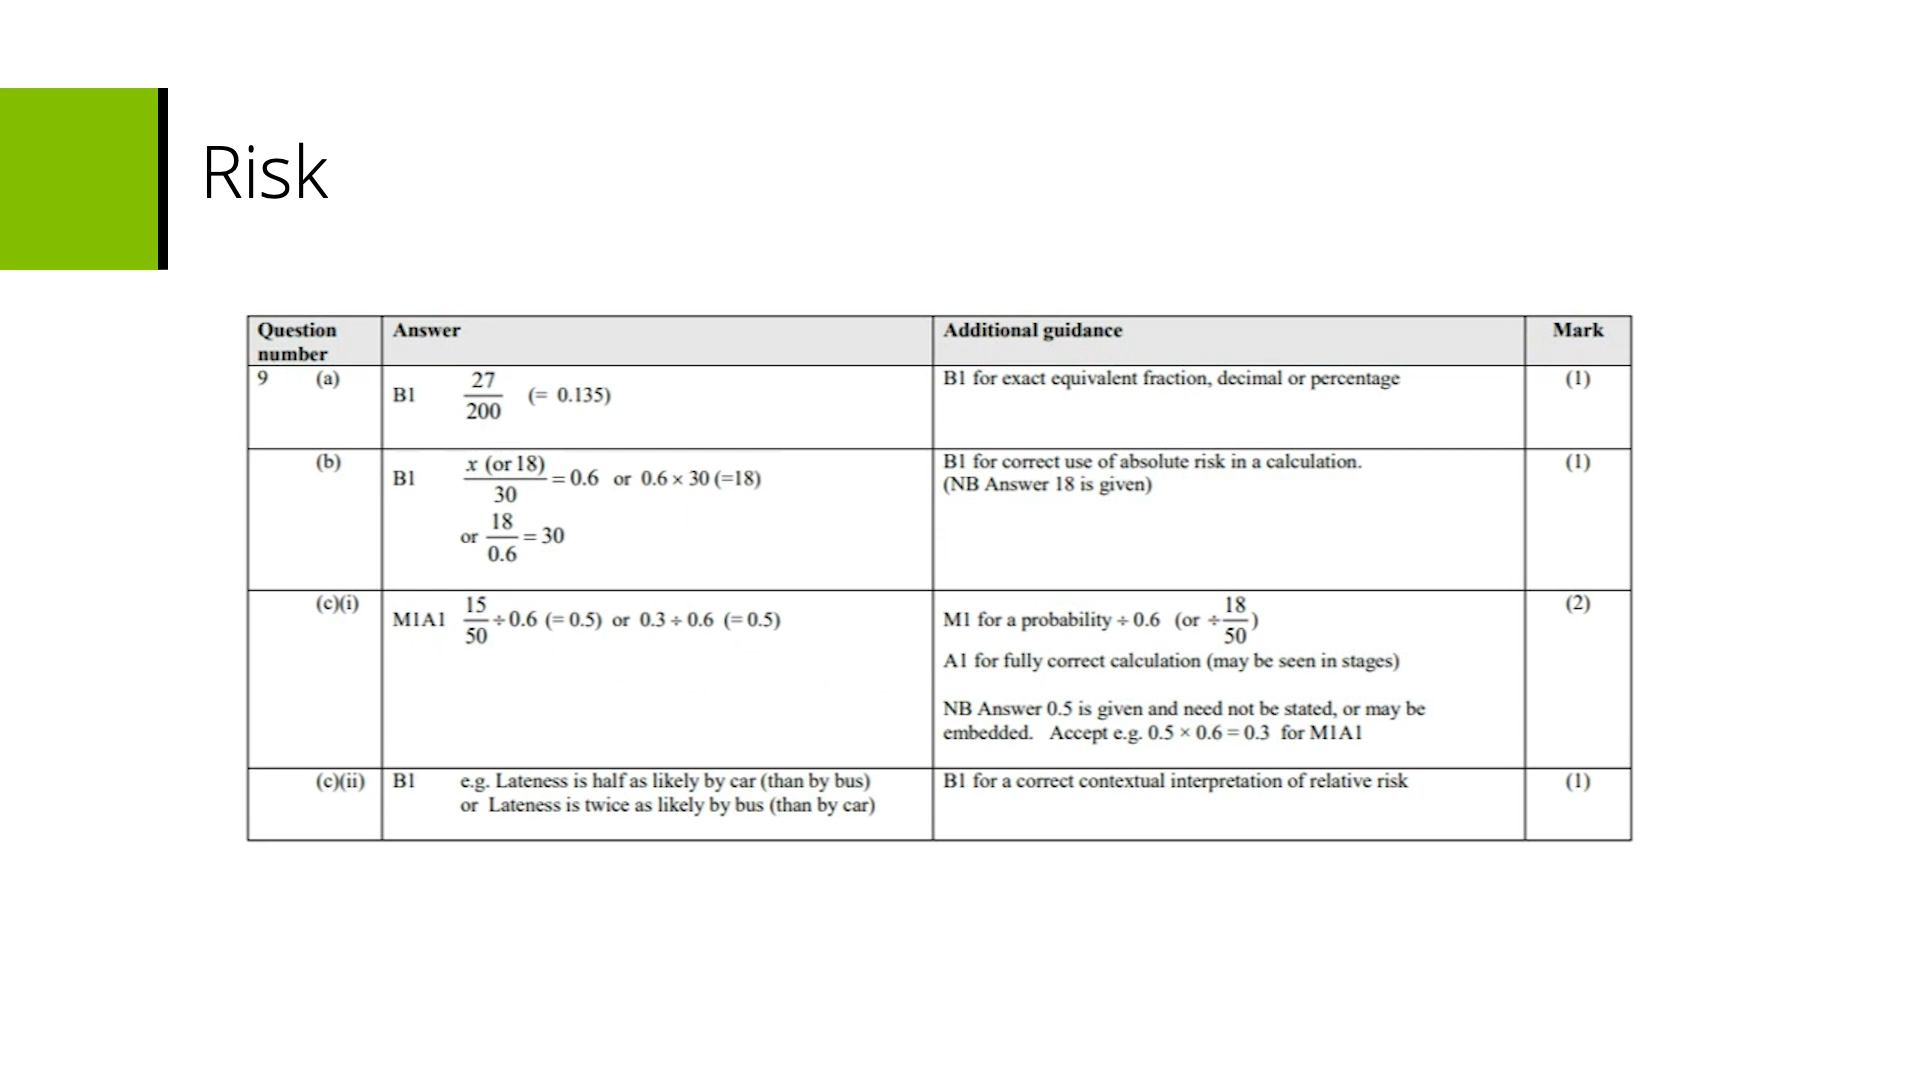 Risk
Question number Answer Additional guidance Mark
9 (a) B1 27/200 (= 0.135) B1 for exact equivalent fraction, decimal or percentage (1)
(b) B1 x (or 18)/30 = 0.6 or 0.6 × 30 (=18)
or 18/0.6 = 30
B1 for correct use of absolute risk in a calculation.
(NB Answer 18 is given)
(1)
(c)(i) M1A1 15/50 ÷ 0.6 (= 0.5) or 0.3 ÷ 0.6 (= 0.5)
M1 for a probability ÷ 0.6 (or ÷ 18/50)
A1 for fully correct calculation (may be seen in stages)
NB Answer 0.5 is given and need not be stated, or may be
embedded. Accept e.g. 0.5 × 0.6 = 0.3 for M1A1
(2)
(c)(ii) B1 e.g. Lateness is half as likely by car (than by bus)
or Lateness is twice as likely by bus (than by car)
B1 for a correct contextual interpretation of relative risk
(1)